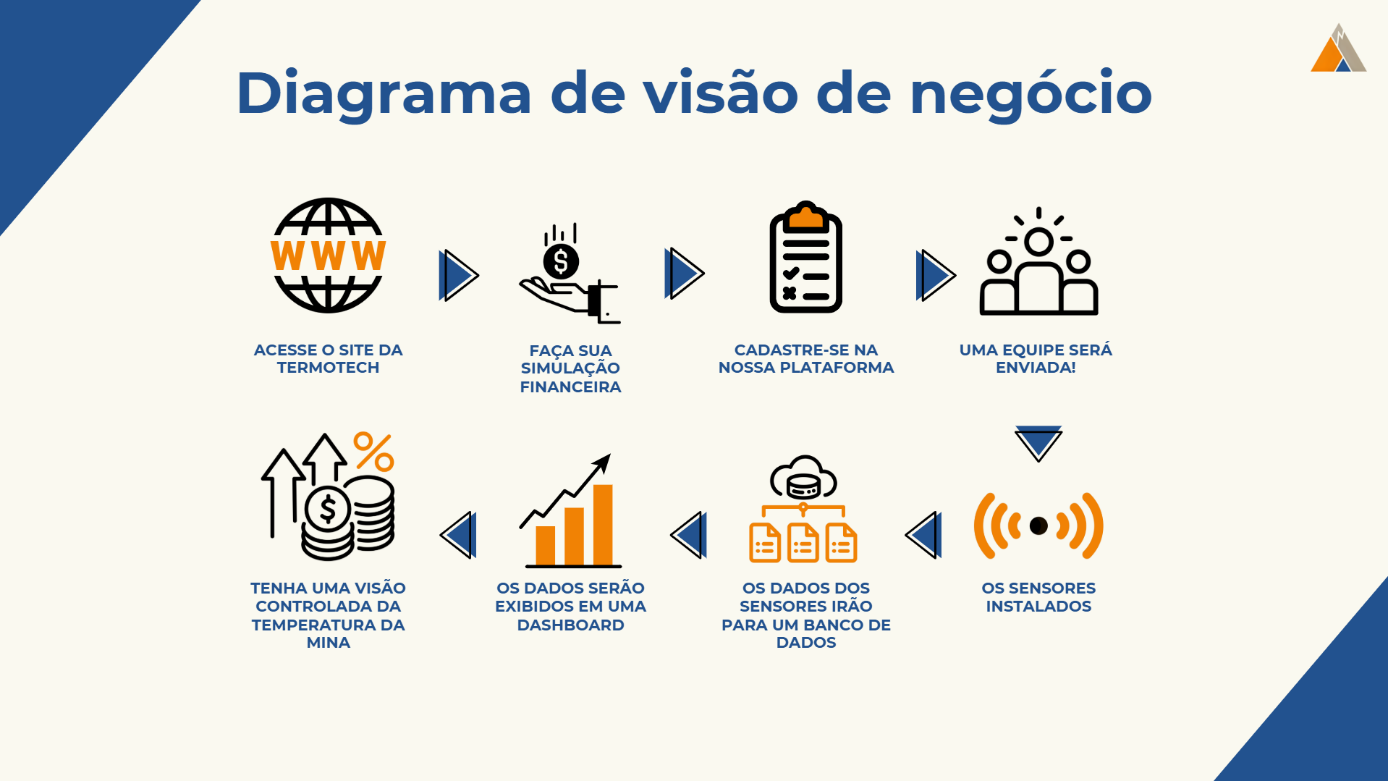 Diagrama de visão de negócio
WWW
ACESSE O SITE DA
TERMOTECH
$
FAÇA SUA
SIMULAÇÃO
FINANCEIRA
CADASTRE-SE NA
NOSSA PLATAFORMA
UMA EQUIPE SERÁ
ENVIADA!
OS SENSORES
INSTALADOS
OS DADOS DOS
SENSORES IRÃO
PARA UM BANCO DE
DADOS
OS DADOS SERÃO
EXIBIDOS EM UMA
DASHBOARD
%
$
TENHA UMA VISÃO
CONTROLADA DA
TEMPERATURA DA
MINA